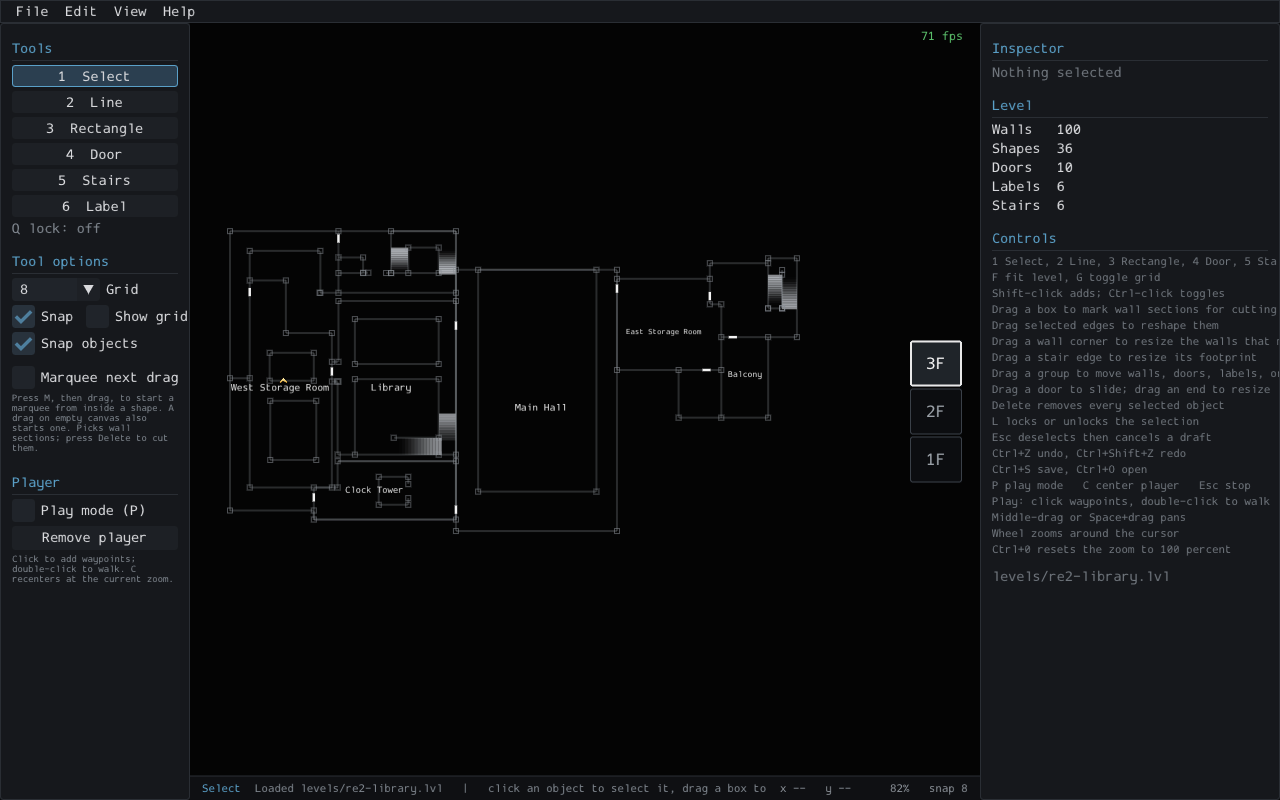 File Edit View Help
71 fps
Tools
1 Select
2 Line
3 Rectangle
4 Door
5 Stairs
6 Label
Q lock: off
Tool options
8 Grid
Snap Show grid
Snap objects
Marquee next drag
Press M, then drag, to start a
marquee from inside a shape. A
drag on empty canvas also
starts one. Picks wall
sections; press Delete to cut
them.
Player
Play mode (P)
Remove player
Click to add waypoints;
double-click to walk. C
recenters at the current zoom.
West Storage Room
Library
Clock Tower
Main Hall
East Storage Room
Balcony
3F
2F
1F
Inspector
Nothing selected
Level
Walls 100
Shapes 36
Doors 10
Labels 6
Stairs 6
Controls
1 Select, 2 Line, 3 Rectangle, 4 Door, 5 Sta
F fit level, G toggle grid
Shift-click adds; Ctrl-click toggles
Drag a box to mark wall sections for cutting
Drag selected edges to reshape them
Drag a wall corner to resize the walls that
Drag a stair edge to resize its footprint
Drag a group to move walls, doors, labels, o
Drag a door to slide; drag an end to resize
Delete removes every selected object
L locks or unlocks the selection
Esc deselects then cancels a draft
Ctrl+Z undo, Ctrl+Shift+Z redo
Ctrl+S save, Ctrl+O open
P play mode C center player Esc stop
Play: click waypoints, double-click to walk
Middle-drag or Space+drag pans
Wheel zooms around the cursor
Ctrl+0 resets the zoom to 100 percent
levels/re2-library.lvl
Select Loaded levels/re2-library.lvl | click an object to select it, drag a box to x -- y -- 82% snap 8